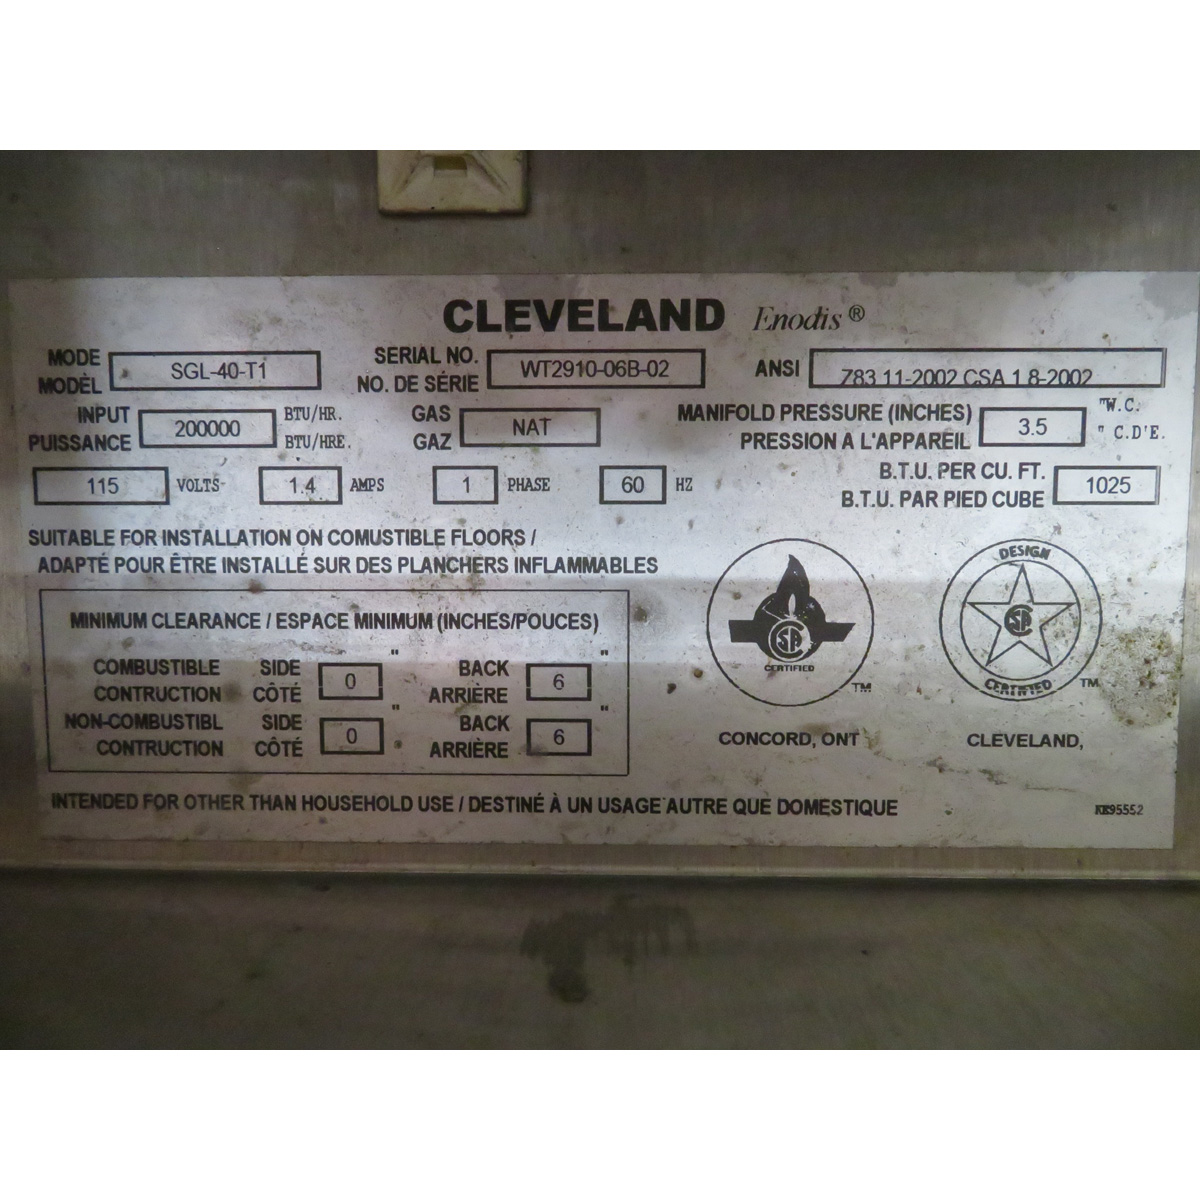 CLEVELAND Enodis®
MODE SGL-40-T1 SERIAL NO. WT2910-06B-02 ANSI Z83 11-2002 CSA 1 8-2002
MODÈL NO. DE SÉRIE
INPUT 200000 BTU/HR. GAS NAT MANIFOLD PRESSURE (INCHES) 3.5 "W.C.
PUISSANCE BTU/HRE. GAZ PRESSION A L'APPAREIL " C.D'E.
115 VOLTS 1.4 AMPS 1 PHASE 60 HZ B.T.U. PER CU. FT. 1025
B.T.U. PAR PIED CUBE
SUITABLE FOR INSTALLATION ON COMUSTIBLE FLOORS /
ADAPTÉ POUR ÊTRE INSTALLÉ SUR DES PLANCHERS INFLAMMABLES
MINIMUM CLEARANCE / ESPACE MINIMUM (INCHES/POUCES)
COMBUSTIBLE SIDE 0 " BACK 6 "
CONTRUCTION CÔTÉ ARRIÈRE
NON-COMBUSTIBL SIDE 0 " BACK 6 "
CONTRUCTION CÔTÉ ARRIÈRE
CSA
CERTIFIED
TM
CONCORD, ONT
DESIGN
CSA
CERTIFIED
TM
CLEVELAND,
INTENDED FOR OTHER THAN HOUSEHOLD USE / DESTINÉ À UN USAGE AUTRE QUE DOMESTIQUE
KE95552